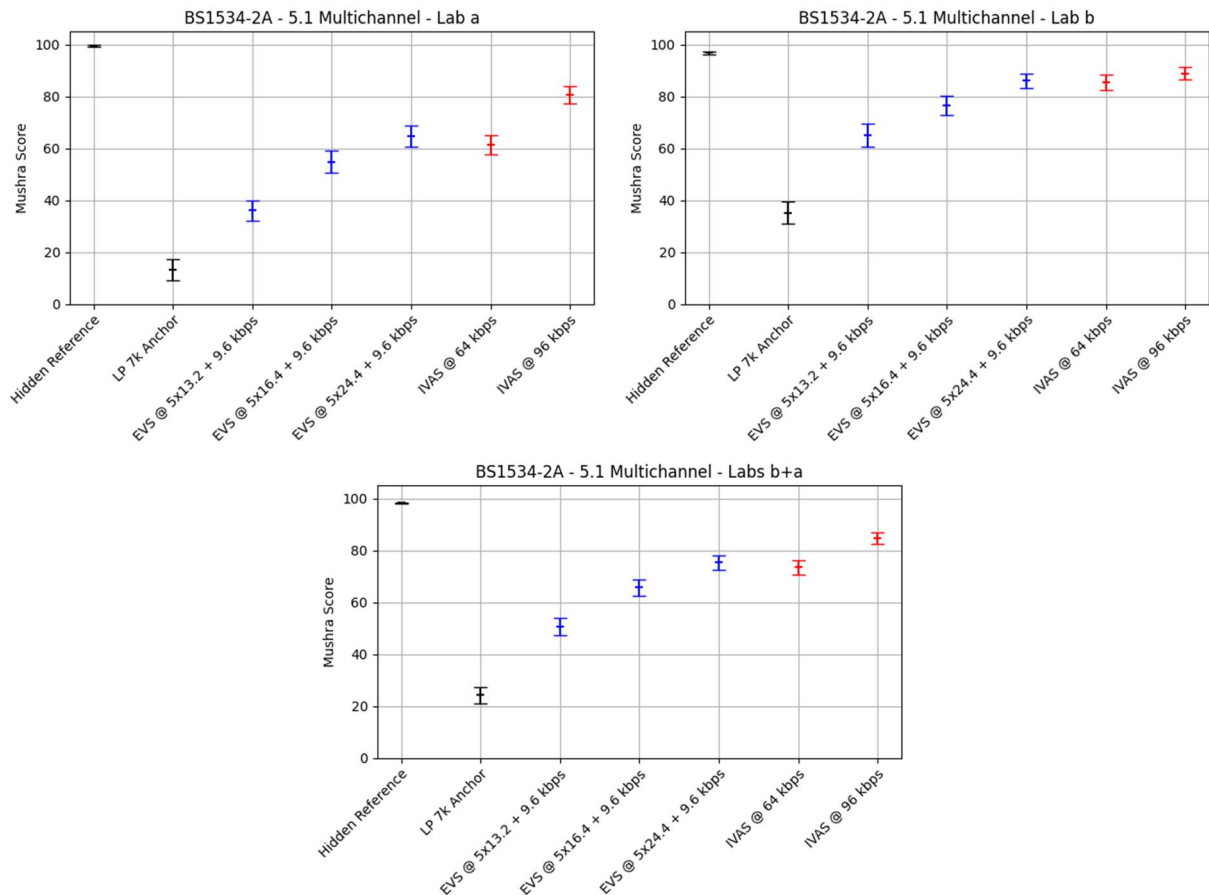 BS1534-2A - 5.1 Multichannel - Lab a
Mushra Score
100
80
60
40
20
0
Hidden Reference
LP 7k Anchor
EVS @ 5x13.2 + 9.6 kbps
EVS @ 5x16.4 + 9.6 kbps
EVS @ 5x24.4 + 9.6 kbps
IVAS @ 64 kbps
IVAS @ 96 kbps
BS1534-2A - 5.1 Multichannel - Lab b
Mushra Score
100
80
60
40
20
0
Hidden Reference
LP 7k Anchor
EVS @ 5x13.2 + 9.6 kbps
EVS @ 5x16.4 + 9.6 kbps
EVS @ 5x24.4 + 9.6 kbps
IVAS @ 64 kbps
IVAS @ 96 kbps
BS1534-2A - 5.1 Multichannel - Labs b+a
Mushra Score
100
80
60
40
20
0
Hidden Reference
LP 7k Anchor
EVS @ 5x13.2 + 9.6 kbps
EVS @ 5x16.4 + 9.6 kbps
EVS @ 5x24.4 + 9.6 kbps
IVAS @ 64 kbps
IVAS @ 96 kbps